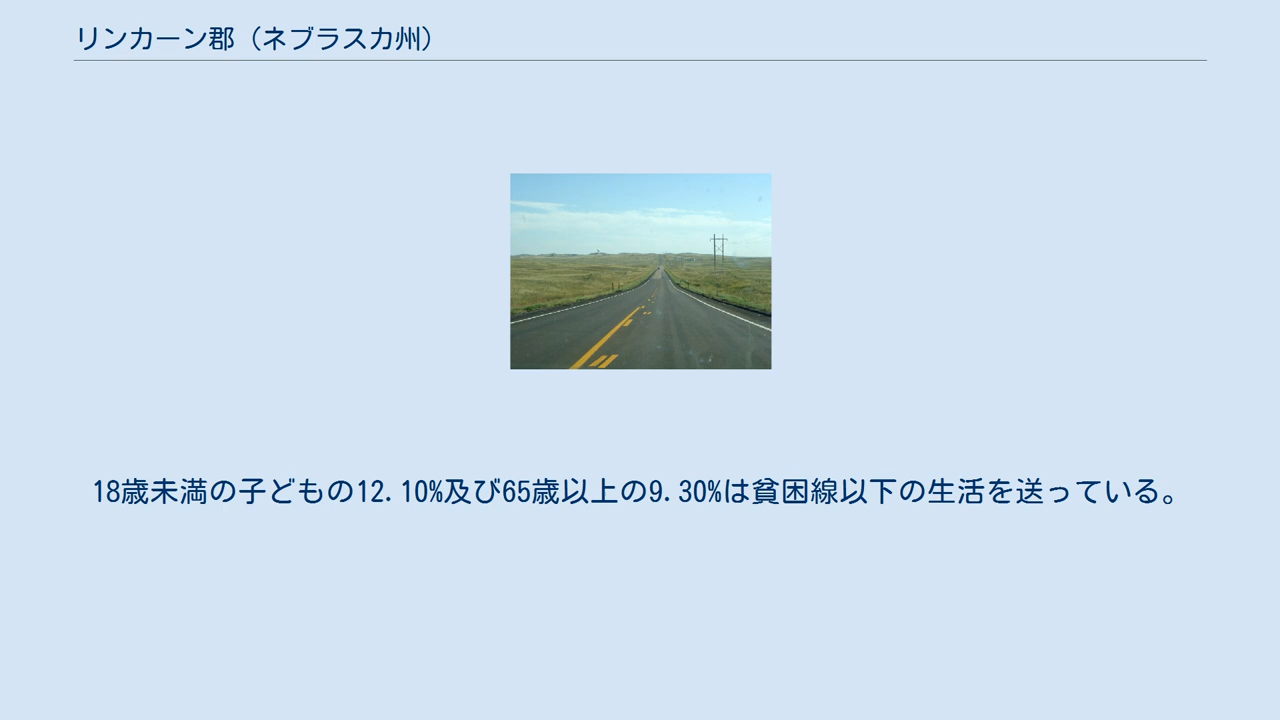 リンカーン郡（ネブラスカ州）
18歳未満の子どもの12.10%及び65歳以上の9.30%は貧困線以下の生活を送っている。